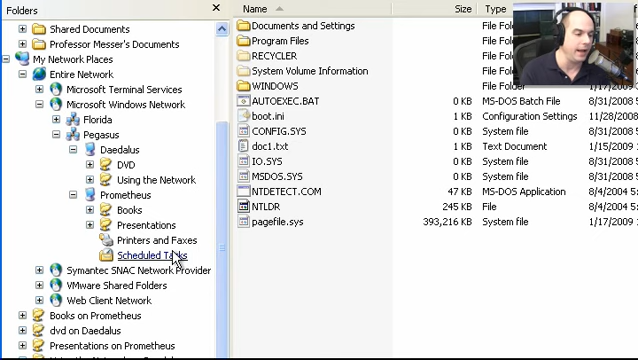 Folders
Shared Documents
Professor Messer's Documents
My Network Places
Entire Network
Microsoft Terminal Services
Microsoft Windows Network
Florida
Pegasus
Daedalus
DVD
Using the Network
Prometheus
Books
Presentations
Printers and Faxes
Scheduled Tasks
Symantec SNAC Network Provider
VMware Shared Folders
Web Client Network
Books on Prometheus
dvd on Daedalus
Presentations on Prometheus
Name Size Type
Documents and Settings File Fold
Program Files File Fold
RECYCLER File Fold
System Volume Information File Fold
WINDOWS File Folder 1/17/2009
AUTOEXEC.BAT 0 KB MS-DOS Batch File 8/31/2008
boot.ini 1 KB Configuration Settings 11/28/2008
CONFIG.SYS 0 KB System file 8/31/2008
doc1.txt 1 KB Text Document 1/15/2009
IO.SYS 0 KB System file 8/31/2008
MSDOS.SYS 0 KB System file 8/31/2008
NTDETECT.COM 47 KB MS-DOS Application 8/4/2004
NTLDR 245 KB File 8/4/2004
pagefile.sys 393,216 KB System file 1/17/2009